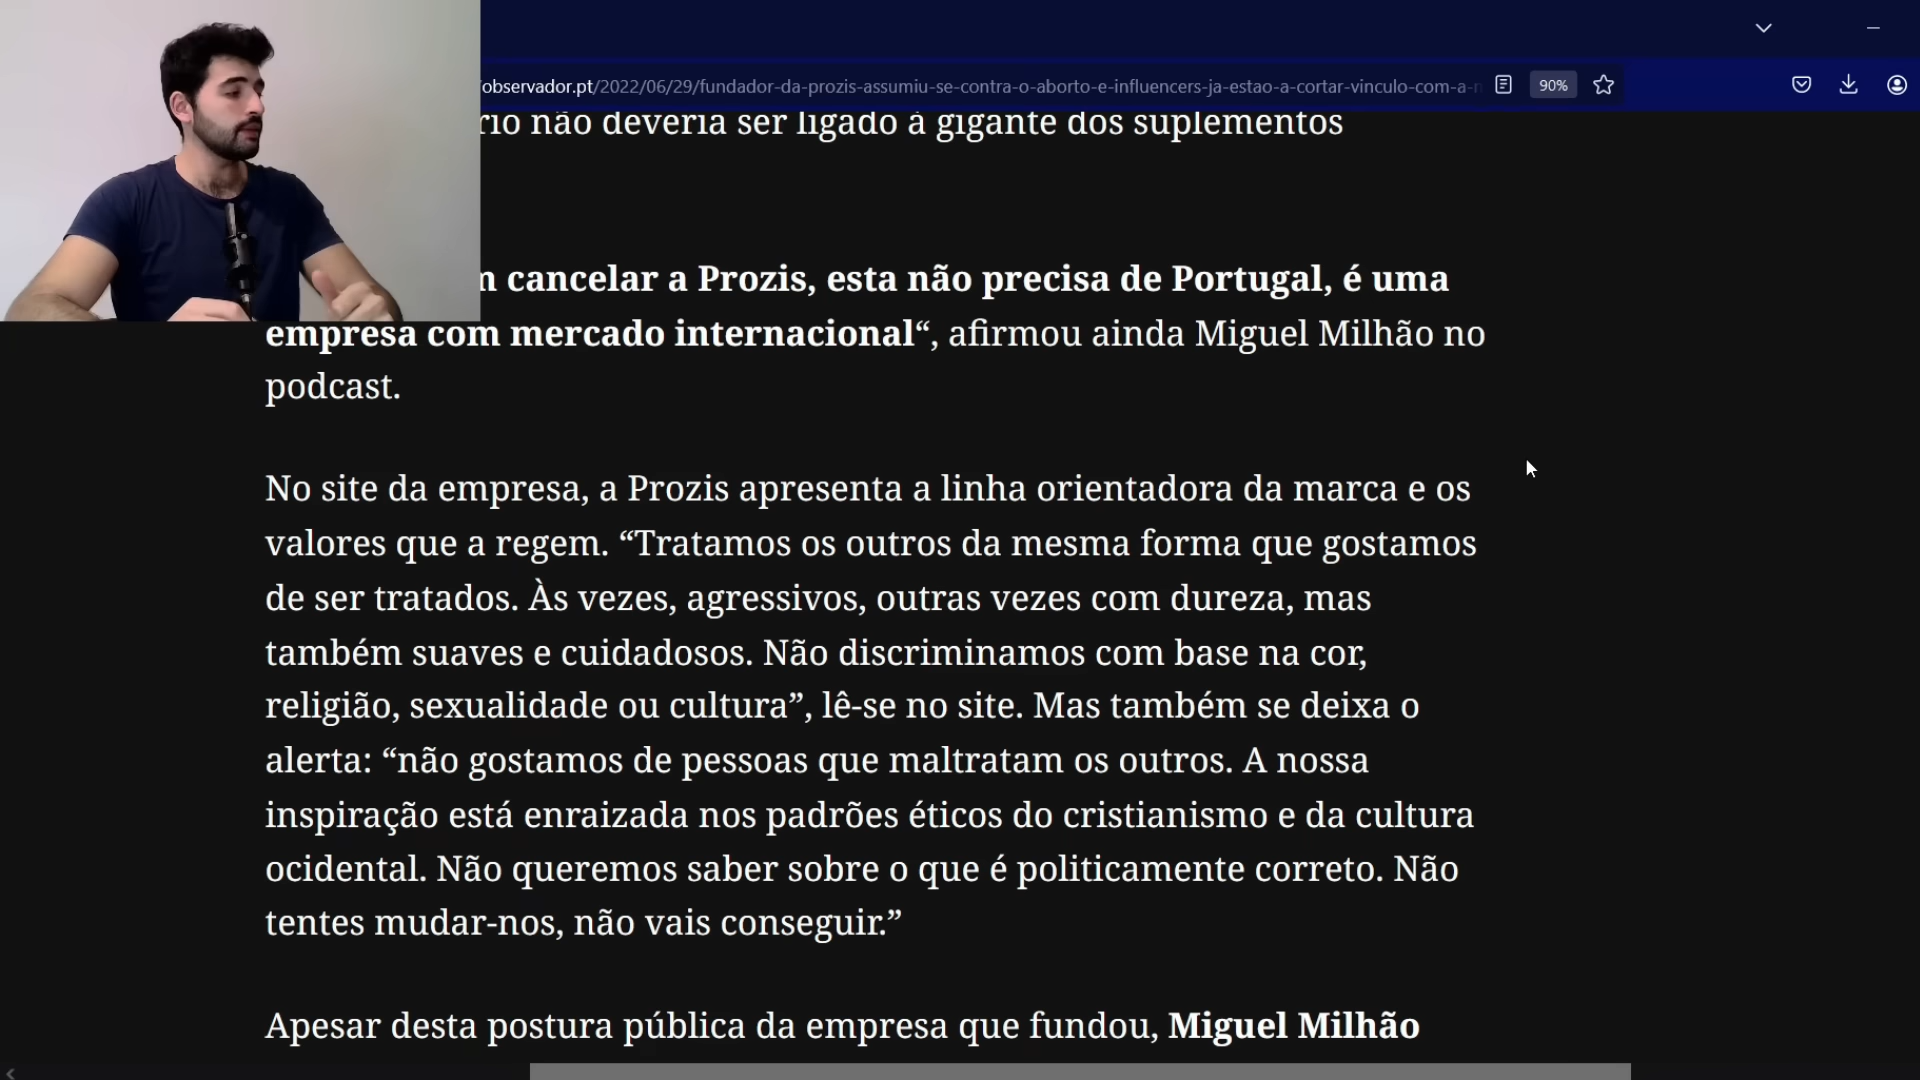 observador.pt/2022/06/29/fundador-da-prozis-assumiu-se-contra-o-aborto-e-influencers-ja-estao-a-cortar-vinculo-com-a-
90%
não deveria ser ligado à gigante dos suplementos
cancelar a Prozis, esta não precisa de Portugal, é uma
empresa com mercado internacional“, afirmou ainda Miguel Milhão no
podcast.
No site da empresa, a Prozis apresenta a linha orientadora da marca e os
valores que a regem. “Tratamos os outros da mesma forma que gostamos
de ser tratados. Às vezes, agressivos, outras vezes com dureza, mas
também suaves e cuidadosos. Não discriminamos com base na cor,
religião, sexualidade ou cultura”, lê-se no site. Mas também se deixa o
alerta: “não gostamos de pessoas que maltratam os outros. A nossa
inspiração está enraizada nos padrões éticos do cristianismo e da cultura
ocidental. Não queremos saber sobre o que é politicamente correto. Não
tentes mudar-nos, não vais conseguir.”
Apesar desta postura pública da empresa que fundou, Miguel Milhão